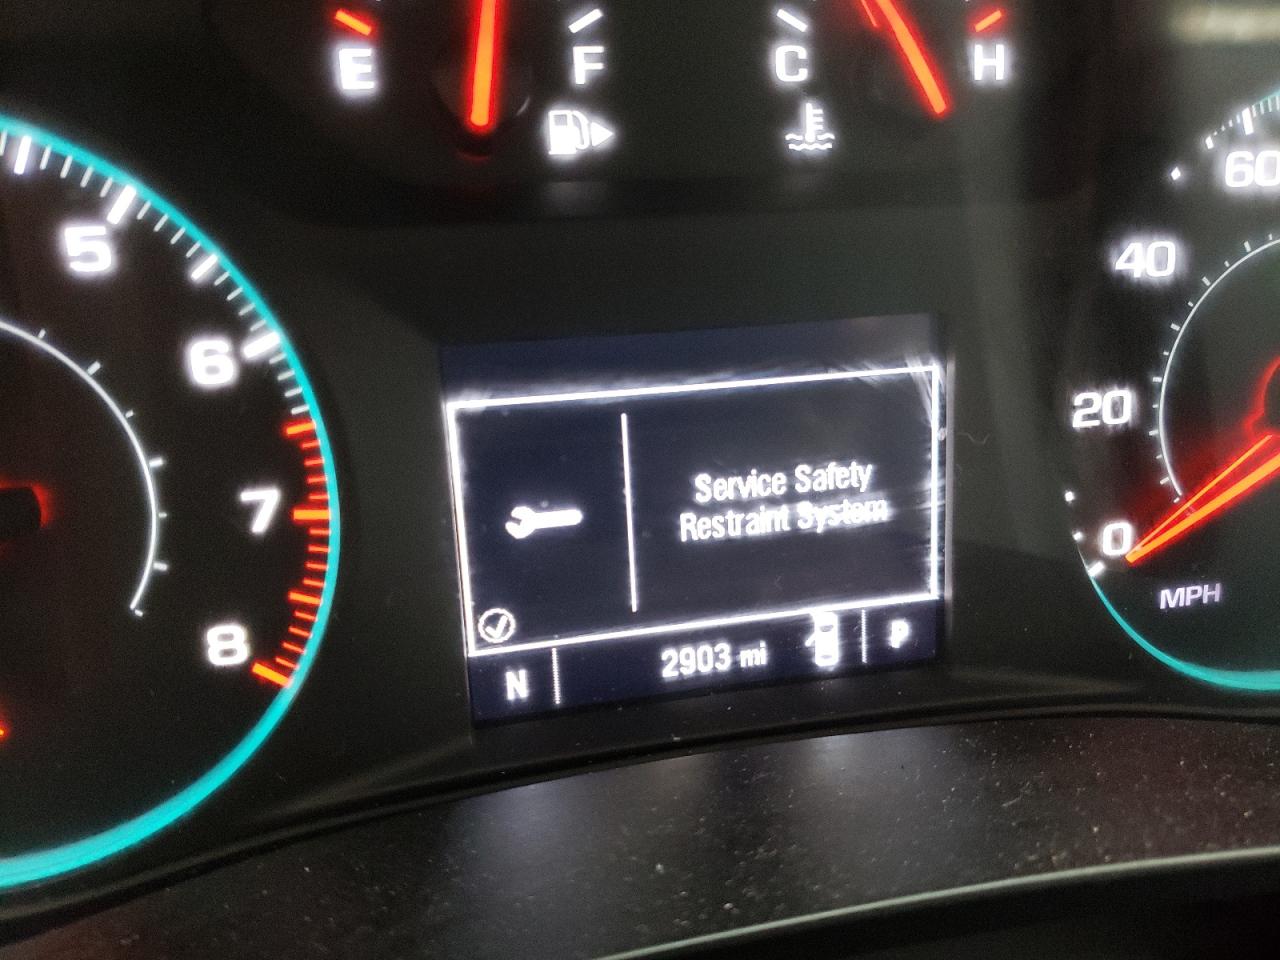 E
F
C
H
5
6
7
8
60
40
20
0
MPH
Service Safety
Restraint System
N
2903 mi
P